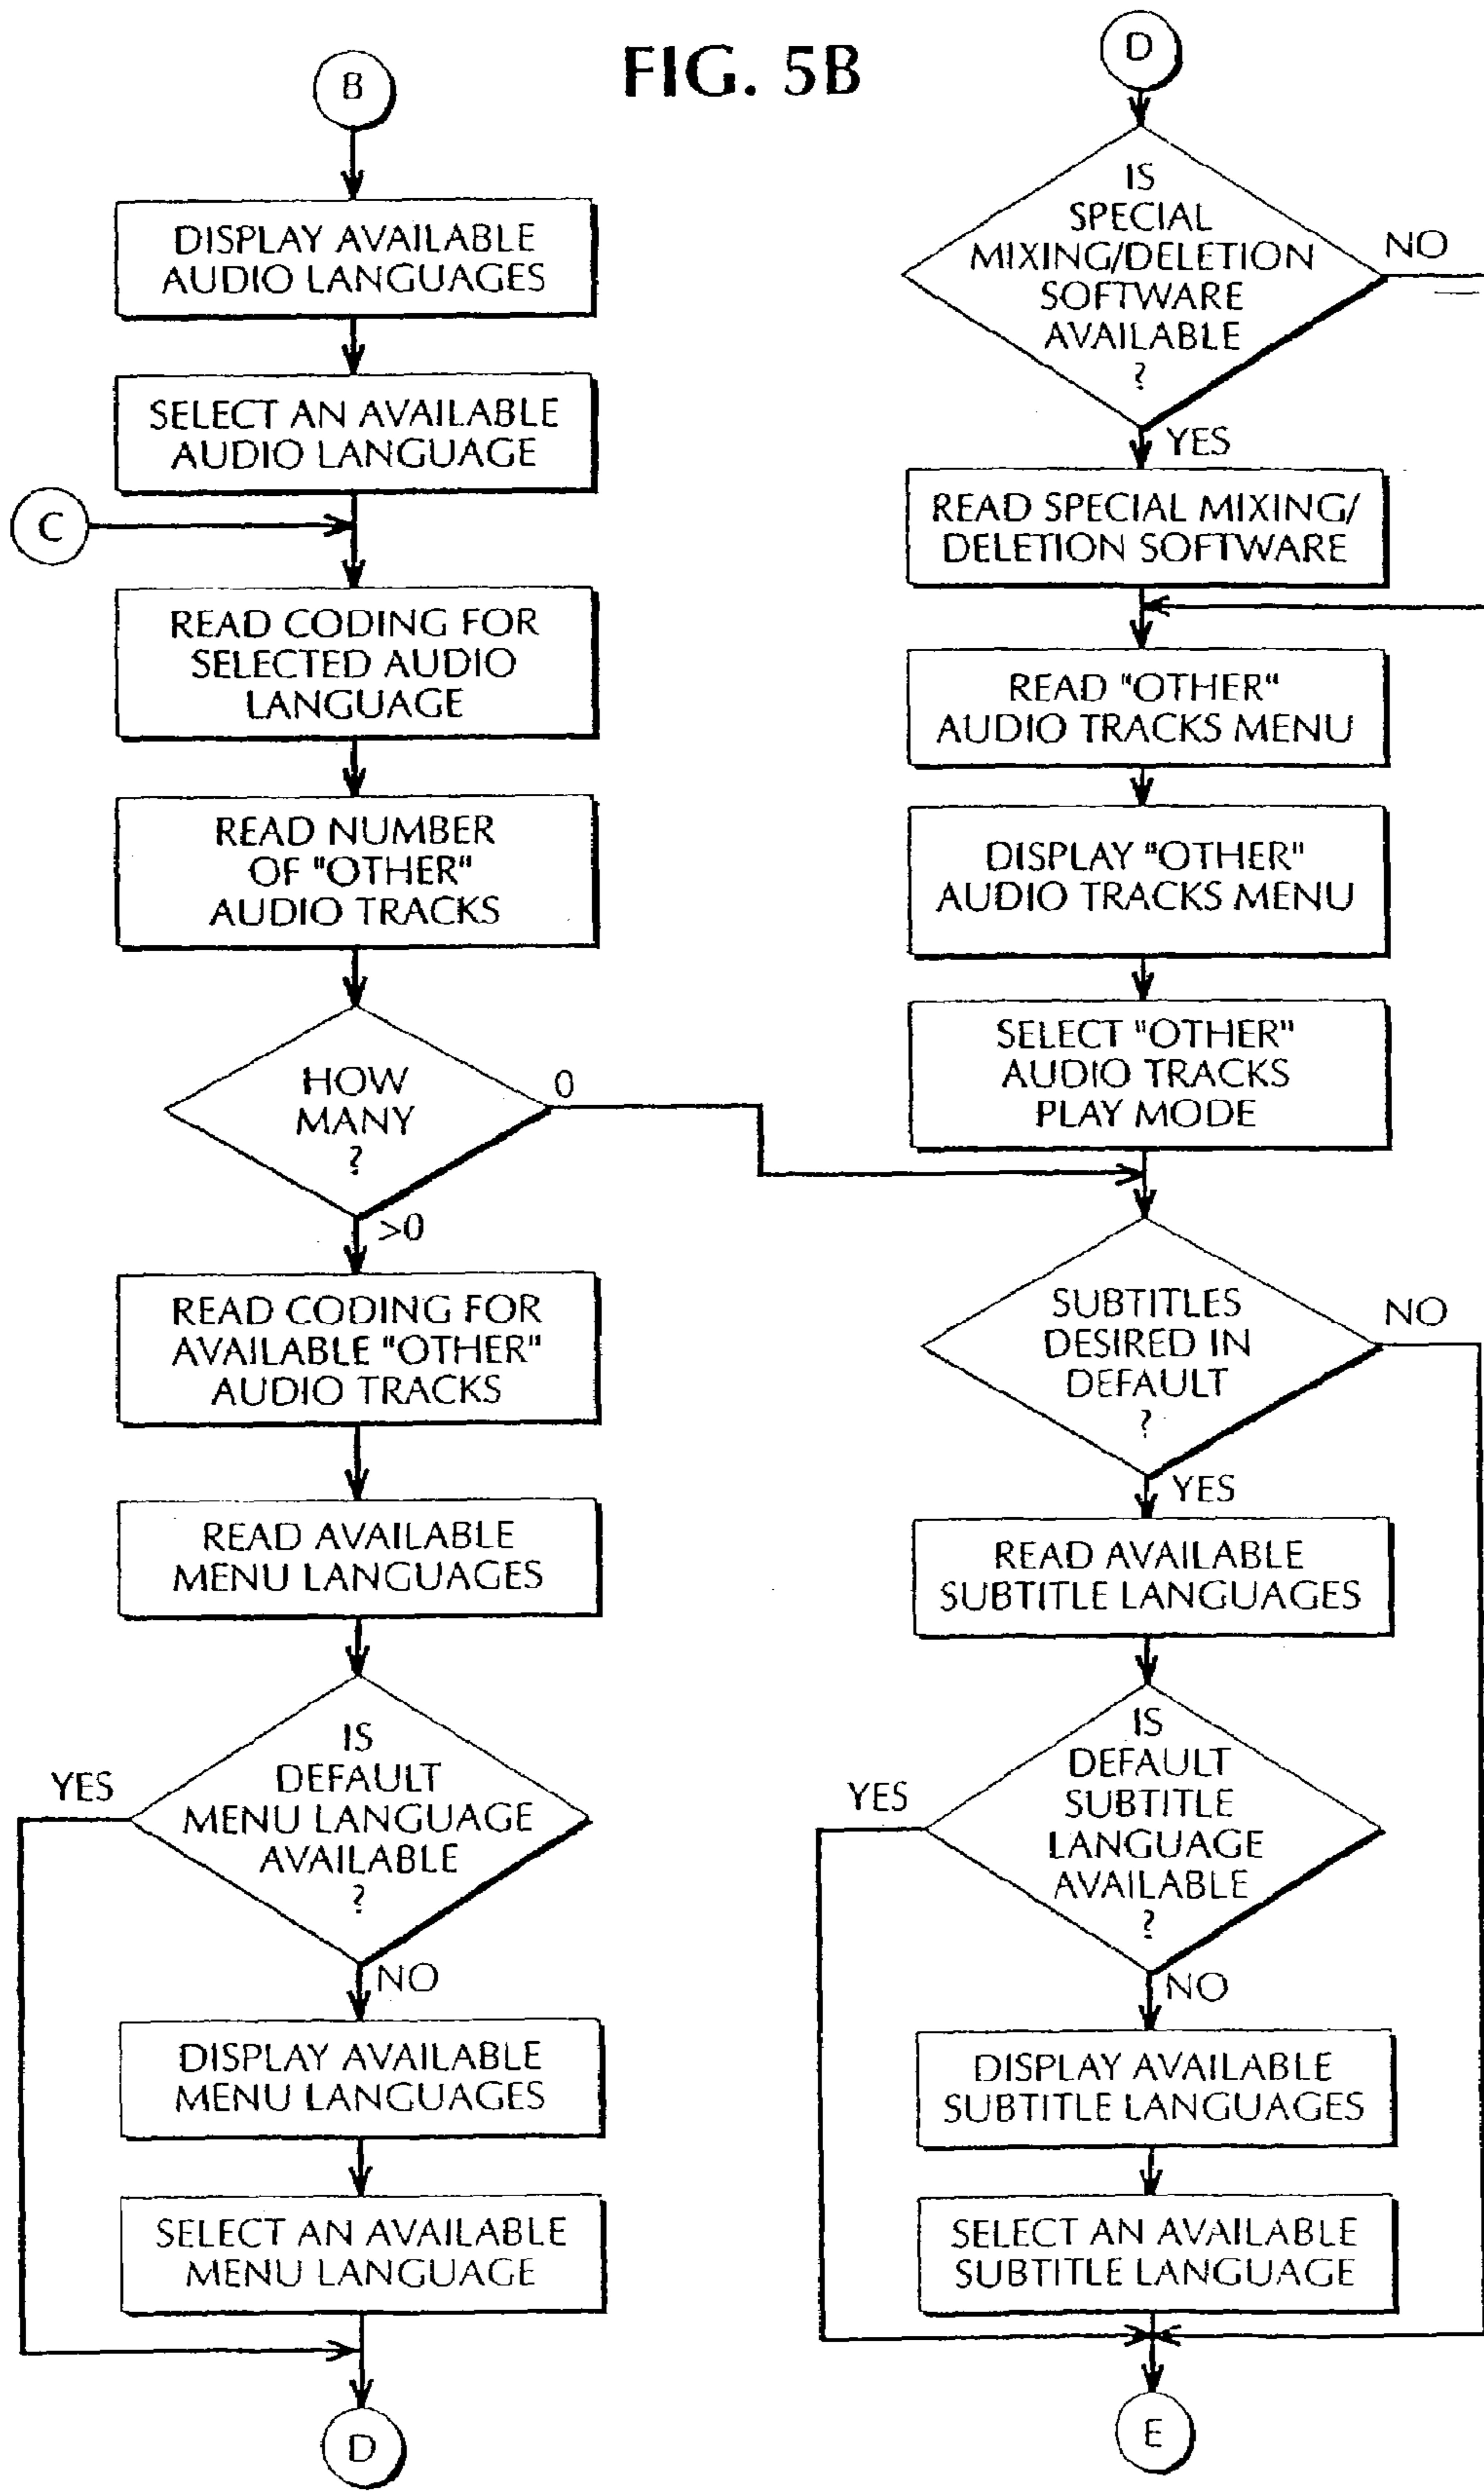 FIG. 5B
B
DISPLAY AVAILABLE
AUDIO LANGUAGES
SELECT AN AVAILABLE
AUDIO LANGUAGE
C
READ CODING FOR
SELECTED AUDIO
LANGUAGE
READ NUMBER
OF "OTHER"
AUDIO TRACKS
HOW
MANY
?
0
>0
READ CODING FOR
AVAILABLE "OTHER"
AUDIO TRACKS
READ AVAILABLE
MENU LANGUAGES
IS
DEFAULT
MENU LANGUAGE
AVAILABLE
?
YES
NO
DISPLAY AVAILABLE
MENU LANGUAGES
SELECT AN AVAILABLE
MENU LANGUAGE
D
D
IS
SPECIAL
MIXING/DELETION
SOFTWARE
AVAILABLE
?
NO
YES
READ SPECIAL MIXING/
DELETION SOFTWARE
READ "OTHER"
AUDIO TRACKS MENU
DISPLAY "OTHER"
AUDIO TRACKS MENU
SELECT "OTHER"
AUDIO TRACKS
PLAY MODE
SUBTITLES
DESIRED IN
DEFAULT
?
NO
YES
READ AVAILABLE
SUBTITLE LANGUAGES
IS
DEFAULT
SUBTITLE
LANGUAGE
AVAILABLE
?
YES
NO
DISPLAY AVAILABLE
SUBTITLE LANGUAGES
SELECT AN AVAILABLE
SUBTITLE LANGUAGE
E